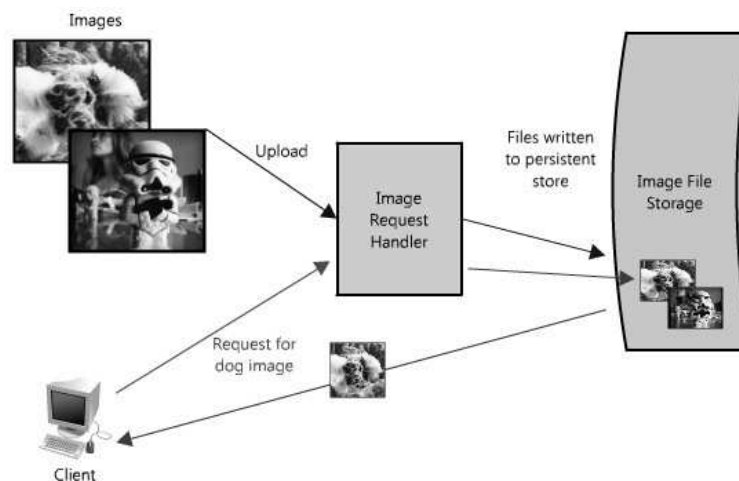 Images
Upload
Image
Request
Handler
Files written
to persistent
store
Image File
Storage
Request for
dog image
Client